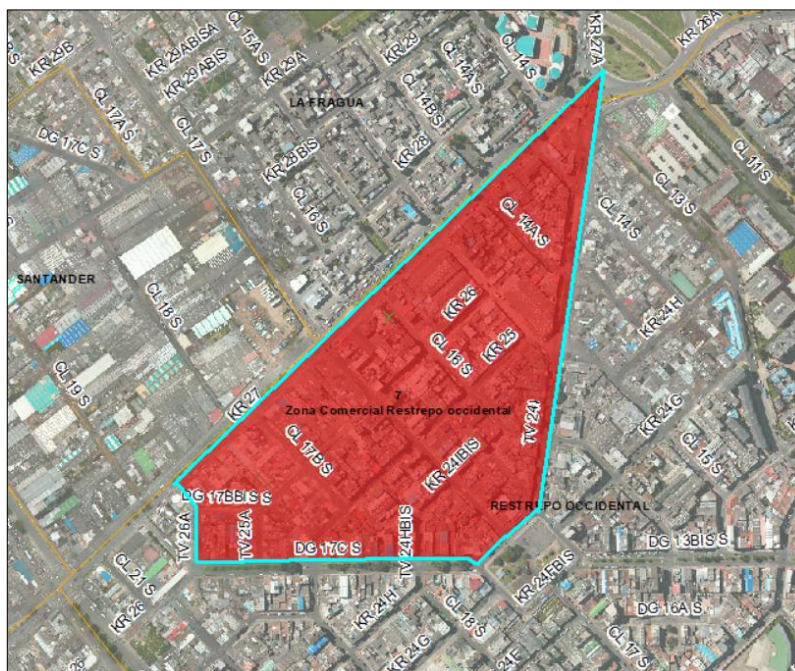 KR 29B
KR 29ABISA
KR 29ABIS
CL 15A S
KR 29A
KR 29
CL 14A S
CL 14 S
KR 27A
KR 26A
CL 17A S
LA FRAGUA
CL 14B S
DG 17C S
CL 17 S
KR 28BIS
KR 28
CL 11 S
CL 16 S
CL 13 S
CL 14A S
CL 14 S
SANTANDER
CL 18 S
KR 26
KR 24H
CL 16 S
KR 25
CL 19 S
KR 27
7
Zona Comercial Restrepo occidental
TV 24I
KR 24G
CL 17B S
KR 24IBIS
CL 15 S
DG 17BBIS S
RESTREPO OCCIDENTAL
TV 26A
TV 25A
DG 17C S
TV 24HBIS
DG 13BIS S
CL 21 S
KR 26
KR 24H
CL 18 S
KR 24FBIS
DG 16A S
KR 24G
KR 24F
CL 17 S